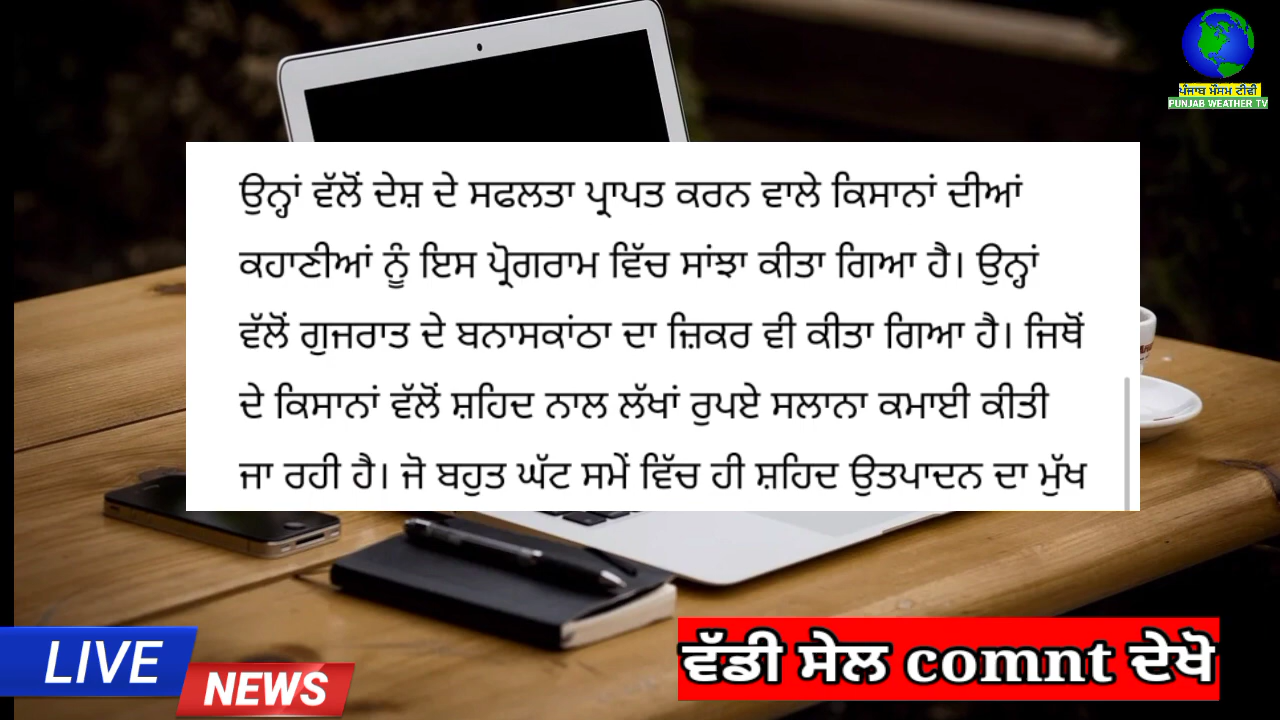 ਪੰਜਾਬ ਮੌਸਮ ਟੀਵੀ
PUNJAB WEATHER TV
ਉਨ੍ਹਾਂ ਵੱਲੋਂ ਦੇਸ਼ ਦੇ ਸਫਲਤਾ ਪ੍ਰਾਪਤ ਕਰਨ ਵਾਲੇ ਕਿਸਾਨਾਂ ਦੀਆਂ
ਕਹਾਣੀਆਂ ਨੂੰ ਇਸ ਪ੍ਰੋਗਰਾਮ ਵਿੱਚ ਸਾਂਝਾ ਕੀਤਾ ਗਿਆ ਹੈ। ਉਨ੍ਹਾਂ
ਵੱਲੋਂ ਗੁਜਰਾਤ ਦੇ ਬਨਾਸਕਾਂਠਾ ਦਾ ਜ਼ਿਕਰ ਵੀ ਕੀਤਾ ਗਿਆ ਹੈ। ਜਿਥੋਂ
ਦੇ ਕਿਸਾਨਾਂ ਵੱਲੋਂ ਸ਼ਹਿਦ ਨਾਲ ਲੱਖਾਂ ਰੁਪਏ ਸਲਾਨਾ ਕਮਾਈ ਕੀਤੀ
ਜਾ ਰਹੀ ਹੈ। ਜੋ ਬਹੁਤ ਘੱਟ ਸਮੇਂ ਵਿੱਚ ਹੀ ਸ਼ਹਿਦ ਉਤਪਾਦਨ ਦਾ ਮੁੱਖ
LIVE
NEWS
ਵੱਡੀ ਸੇਲ comnt ਦੇਖੋ